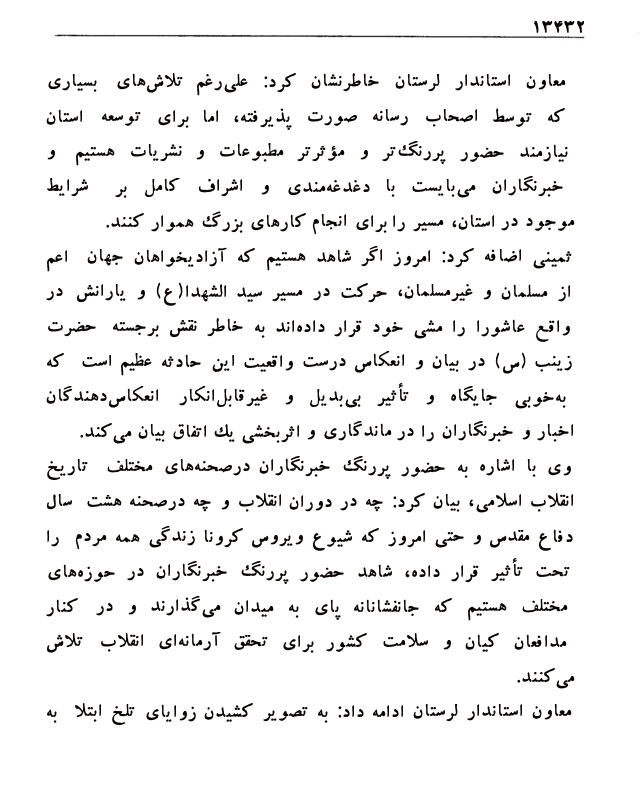 ۱۳۴۳۲
معاون استاندار لرستان خاطرنشان کرد: علی‌رغم تلاش‌های بسیاری
که توسط اصحاب رسانه صورت پذیرفته، اما برای توسعه استان
نیازمند حضور پررنگ‌تر و مؤثرتر مطبوعات و نشریات هستیم و
خبرنگاران می‌بایست با دغدغه‌مندی و اشراف کامل بر شرایط
موجود در استان، مسیر را برای انجام کارهای بزرگ هموار کنند.
ثمینی اضافه کرد: امروز اگر شاهد هستیم که آزادیخواهان جهان اعم
از مسلمان و غیرمسلمان، حرکت در مسیر سید الشهدا(ع) و یارانش در
واقع عاشورا را مشی خود قرار داده‌اند به خاطر نقش برجسته حضرت
زینب (س) در بیان و انعکاس درست واقعیت این حادثه عظیم است که
به‌خوبی جایگاه و تأثیر بی‌بدیل و غیرقابل‌انکار انعکاس‌دهندگان
اخبار و خبرنگاران را در ماندگاری و اثربخشی یك اتفاق بیان می‌کند.
وی با اشاره به حضور پررنگ خبرنگاران درصحنه‌های مختلف تاریخ
انقلاب اسلامی، بیان کرد: چه در دوران انقلاب و چه درصحنه هشت سال
دفاع مقدس و حتی امروز که شیوع ویروس کرونا زندگی همه مردم را
تحت تأثیر قرار داده، شاهد حضور پررنگ خبرنگاران در حوزه‌های
مختلف هستیم که جانفشانانه پای به میدان می‌گذارند و در کنار
مدافعان کیان و سلامت کشور برای تحقق آرمانه‌ای انقلاب تلاش
می‌کنند.
معاون استاندار لرستان ادامه داد: به تصویر کشیدن زوایای تلخ ابتلا به